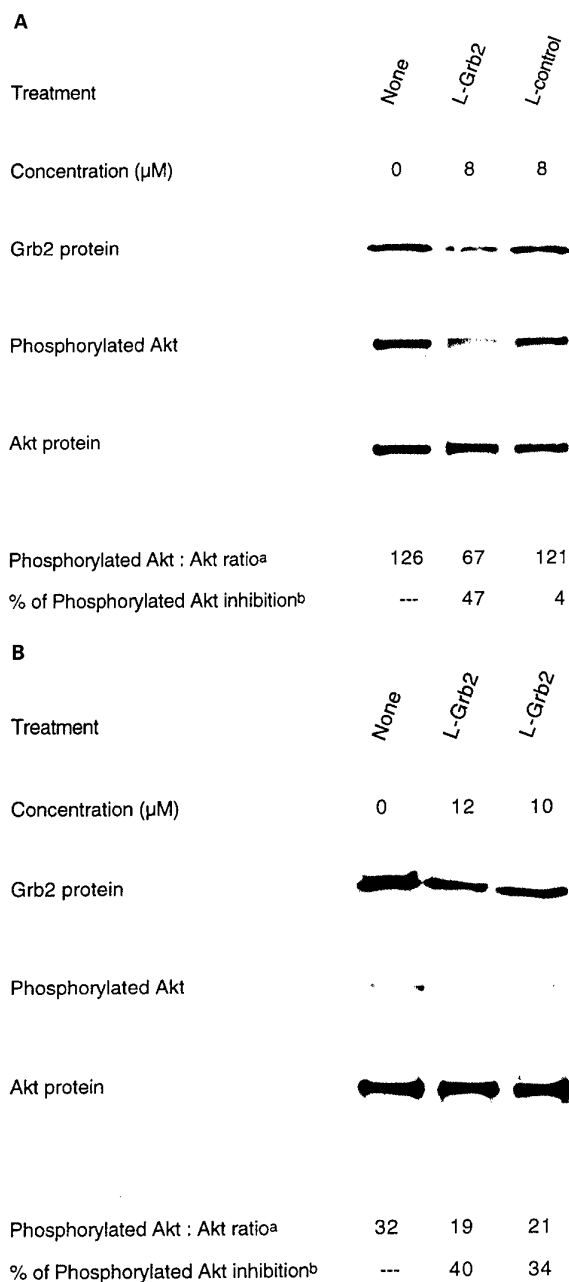 A
Treatment None L-Grb2 L-control
Concentration (µM) 0 8 8
Grb2 protein
Phosphorylated Akt
Akt protein
Phosphorylated Akt : Akt ratioᵃ 126 67 121
% of Phosphorylated Akt inhibitionᵇ --- 47 4
B
Treatment None L-Grb2 L-Grb2
Concentration (µM) 0 12 10
Grb2 protein
Phosphorylated Akt
Akt protein
Phosphorylated Akt : Akt ratioᵃ 32 19 21
% of Phosphorylated Akt inhibitionᵇ --- 40 34